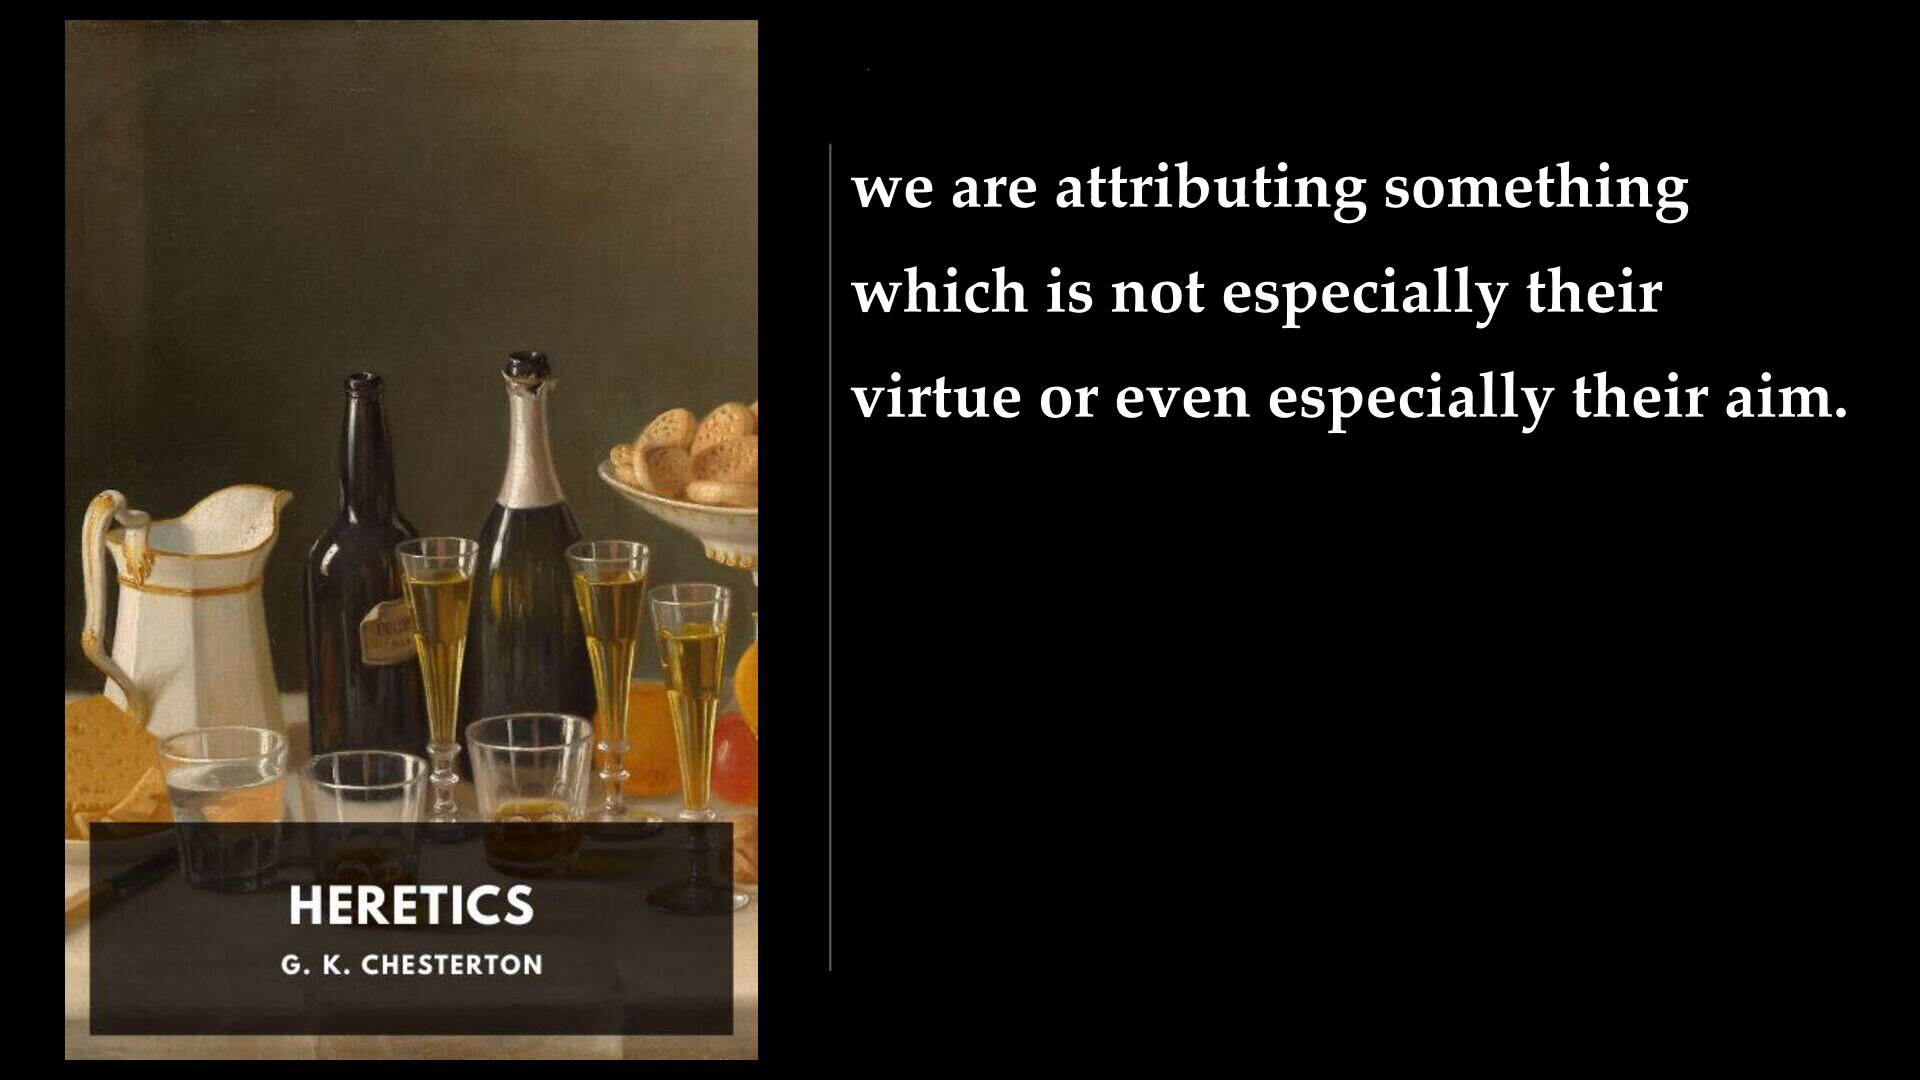 we are attributing something
which is not especially their
virtue or even especially their aim.
HERETICS
G. K. CHESTERTON